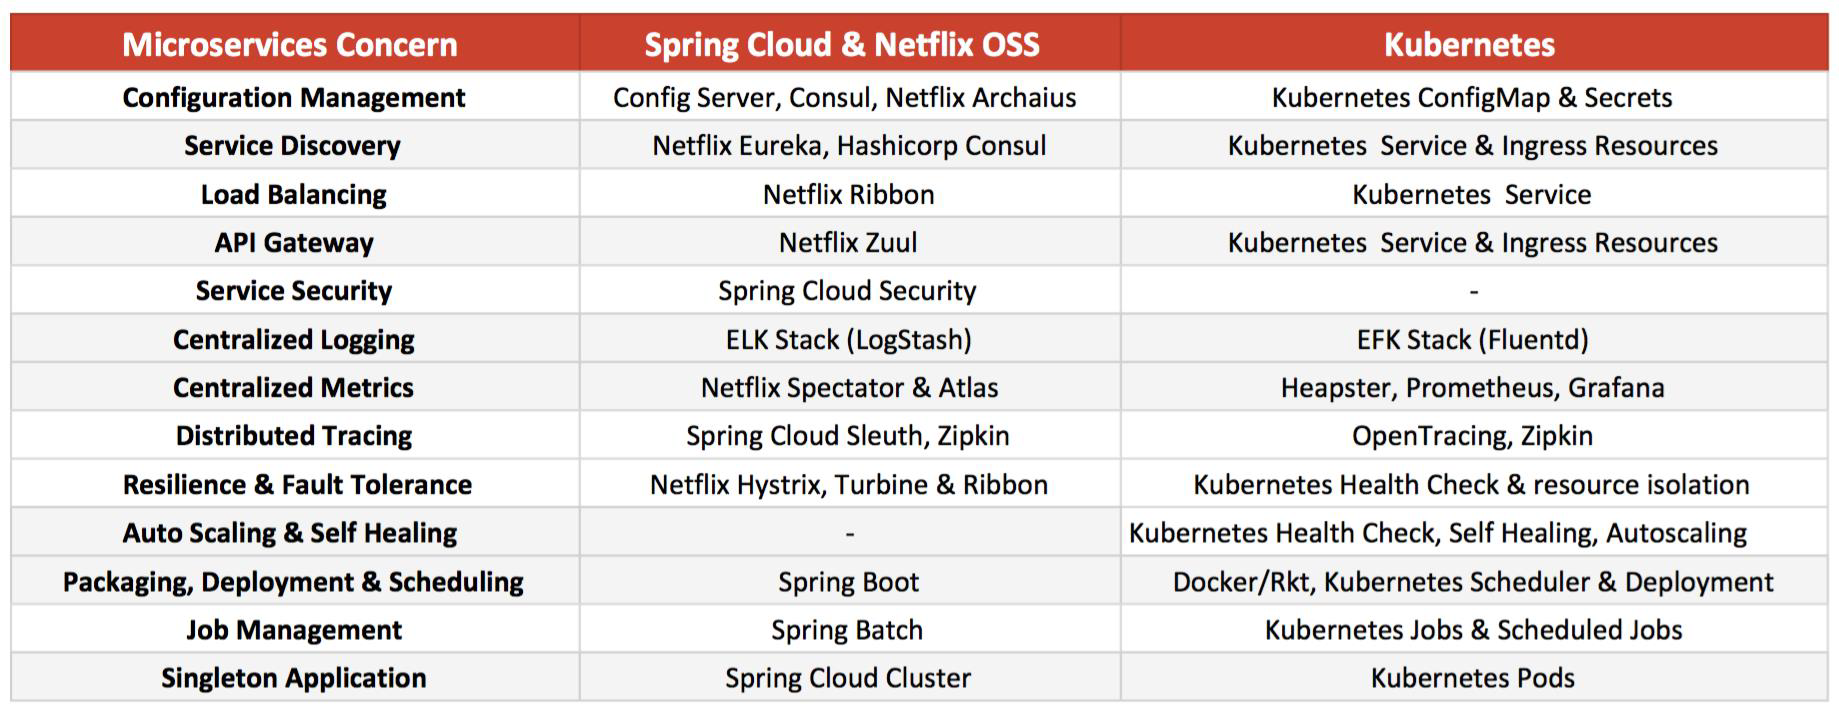 Microservices Concern Spring Cloud & Netflix OSS Kubernetes
Configuration Management Config Server, Consul, Netflix Archaius Kubernetes ConfigMap & Secrets
Service Discovery Netflix Eureka, Hashicorp Consul Kubernetes Service & Ingress Resources
Load Balancing Netflix Ribbon Kubernetes Service
API Gateway Netflix Zuul Kubernetes Service & Ingress Resources
Service Security Spring Cloud Security -
Centralized Logging ELK Stack (LogStash) EFK Stack (Fluentd)
Centralized Metrics Netflix Spectator & Atlas Heapster, Prometheus, Grafana
Distributed Tracing Spring Cloud Sleuth, Zipkin OpenTracing, Zipkin
Resilience & Fault Tolerance Netflix Hystrix, Turbine & Ribbon Kubernetes Health Check & resource isolation
Auto Scaling & Self Healing - Kubernetes Health Check, Self Healing, Autoscaling
Packaging, Deployment & Scheduling Spring Boot Docker/Rkt, Kubernetes Scheduler & Deployment
Job Management Spring Batch Kubernetes Jobs & Scheduled Jobs
Singleton Application Spring Cloud Cluster Kubernetes Pods